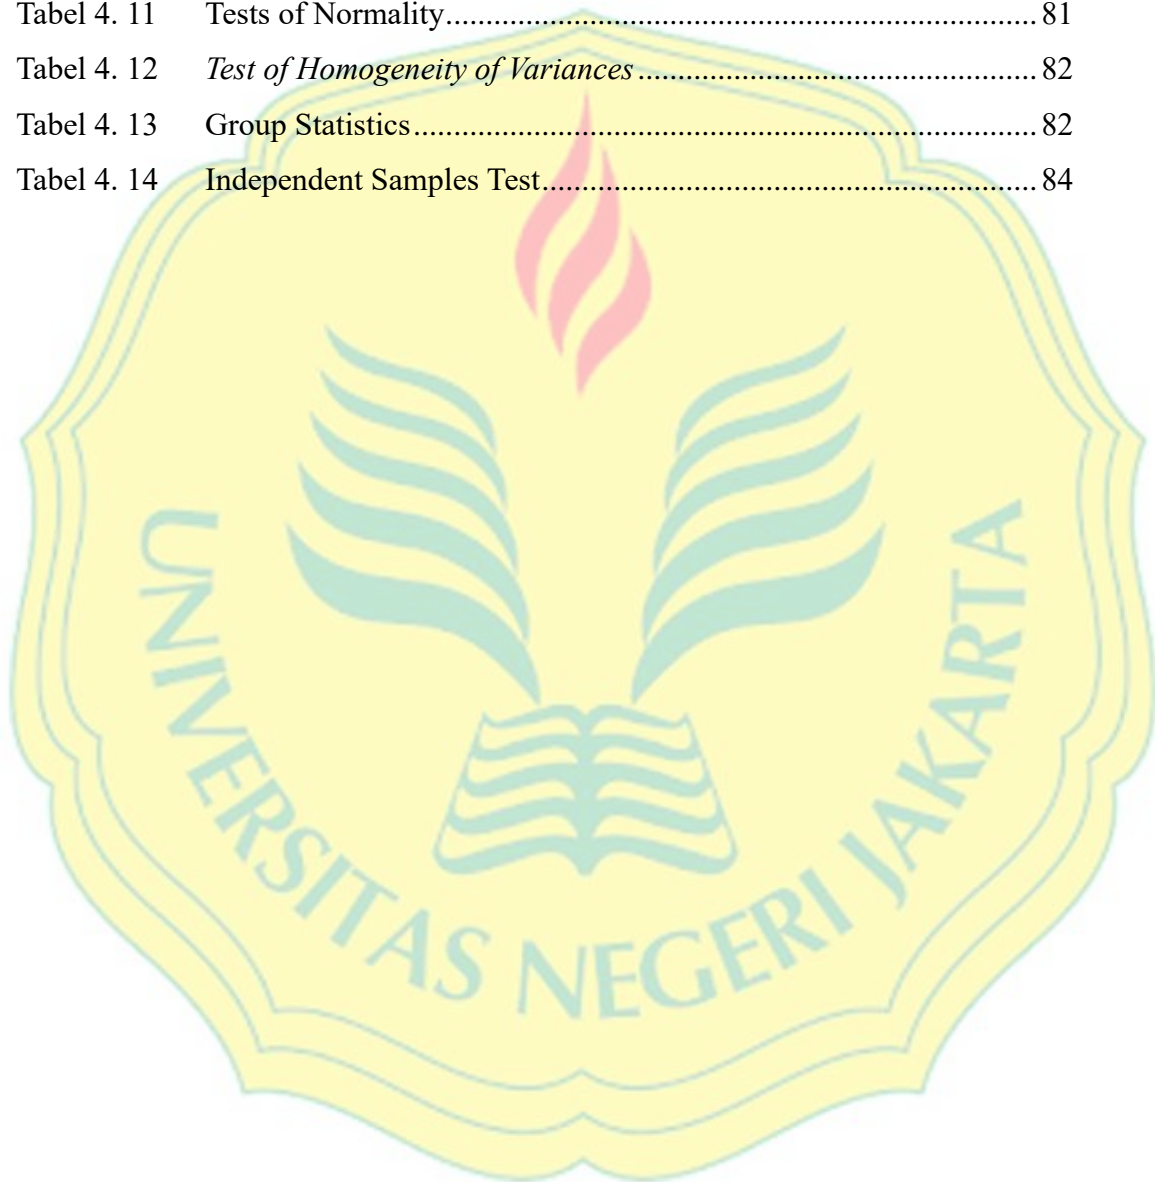 Tabel 4. 11 Tests of Normality.......................................................................... 81
Tabel 4. 12 Test of Homogeneity of Variances.................................................. 82
Tabel 4. 13 Group Statistics.............................................................................. 82
Tabel 4. 14 Independent Samples Test.............................................................. 84
UNIVERSITAS NEGERI JAKARTA